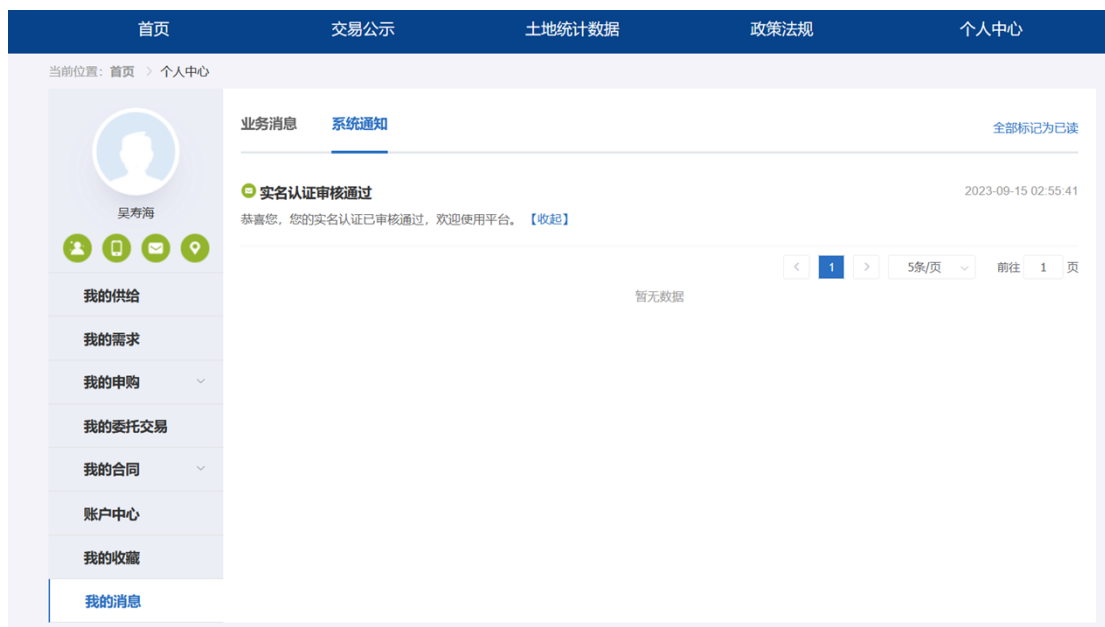 首页 交易公示 土地统计数据 政策法规 个人中心
当前位置：首页 > 个人中心
吴寿海
我的供给
我的需求
我的申购
我的委托交易
我的合同
账户中心
我的收藏
我的消息
业务消息 系统通知 全部标记为已读
实名认证审核通过 2023-09-15 02:55:41
恭喜您，您的实名认证已审核通过，欢迎使用平台。【收起】
< 1 > 5条/页 前往 1 页
暂无数据